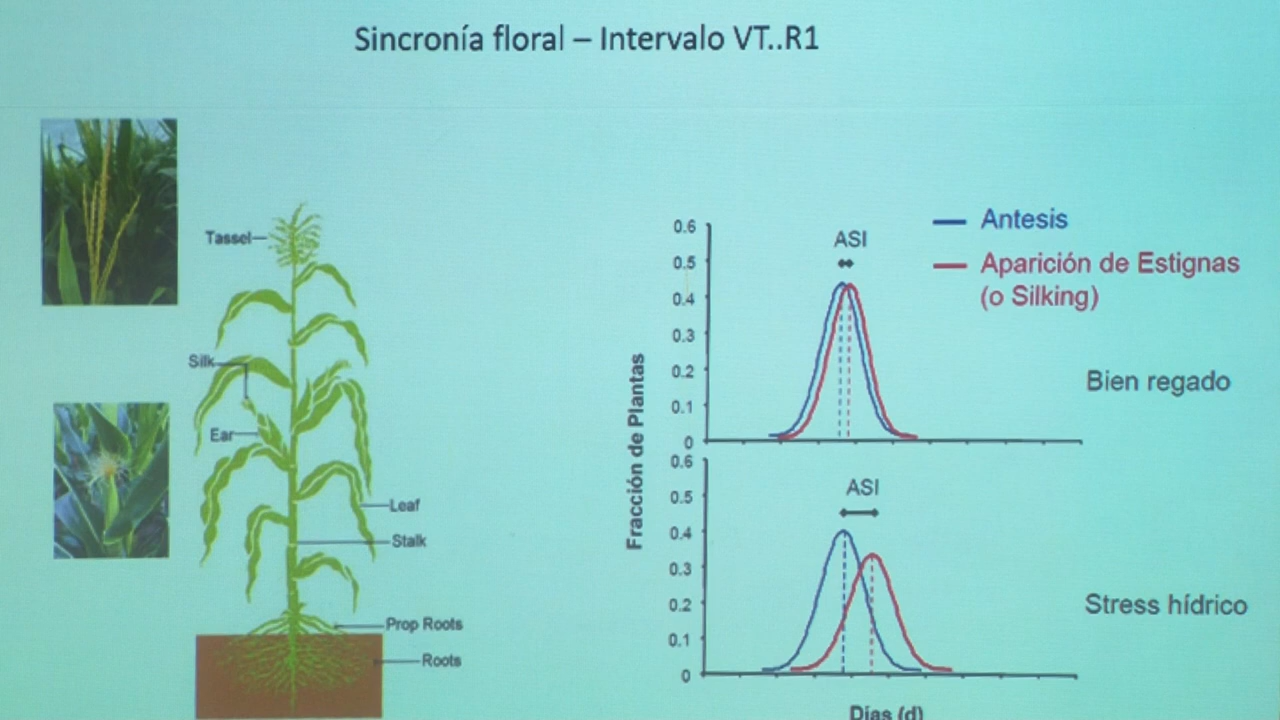 Sincronía floral – Intervalo VT..R1
Tassel
Silk
Ear
Leaf
Stalk
Prop Roots
Roots
Antesis
Aparición de Estignas
(o Silking)
Fracción de Plantas
0.6
0.5
0.4
0.3
0.2
0.1
0
ASI
Bien regado
0.6
0.5
0.4
0.3
0.2
0.1
0
ASI
Stress hídrico
Días (d)